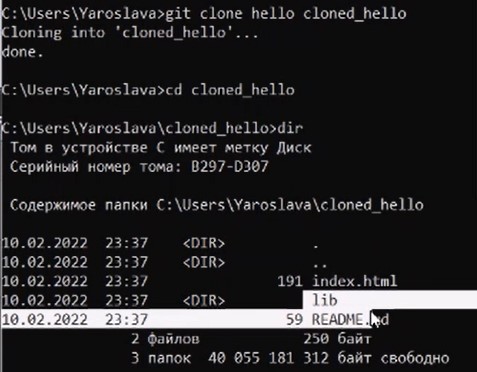 C:\Users\Yaroslava>git clone hello cloned_hello
Cloning into 'cloned_hello'...
done.
C:\Users\Yaroslava>cd cloned_hello
C:\Users\Yaroslava\cloned_hello>dir
Том в устройстве C имеет метку Диск
Серийный номер тома: B297-D307
Содержимое папки C:\Users\Yaroslava\cloned_hello
10.02.2022 23:37 <DIR> .
10.02.2022 23:37 <DIR> ..
10.02.2022 23:37 191 index.html
10.02.2022 23:37 <DIR> lib
10.02.2022 23:37 59 README.md
2 файлов 250 байт
3 папок 40 055 181 312 байт свободно